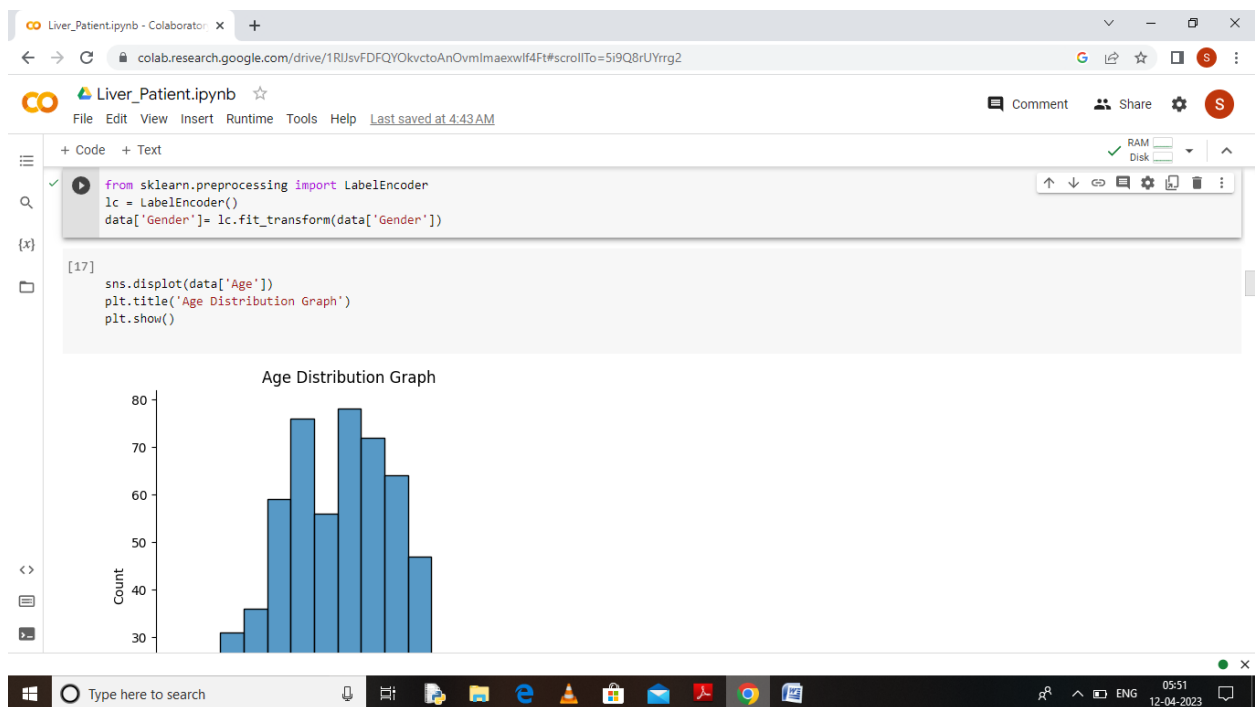 Liver_Patient.ipynb - Colaborator
colab.research.google.com/drive/1RIJsvFDFQYOkvctoAnOvmImaexwlf4Ft#scrollTo=5i9Q8rUYrrg2
G
S
CO
Liver_Patient.ipynb
Comment
Share
S
File Edit View Insert Runtime Tools Help Last saved at 4:43 AM
+ Code + Text
RAM
Disk
from sklearn.preprocessing import LabelEncoder
lc = LabelEncoder()
data['Gender']= lc.fit_transform(data['Gender'])
{x}
[17]
sns.displot(data['Age'])
plt.title('Age Distribution Graph')
plt.show()
Age Distribution Graph
80
70
60
50
Count
40
30
Type here to search
ENG
05:51
12-04-2023